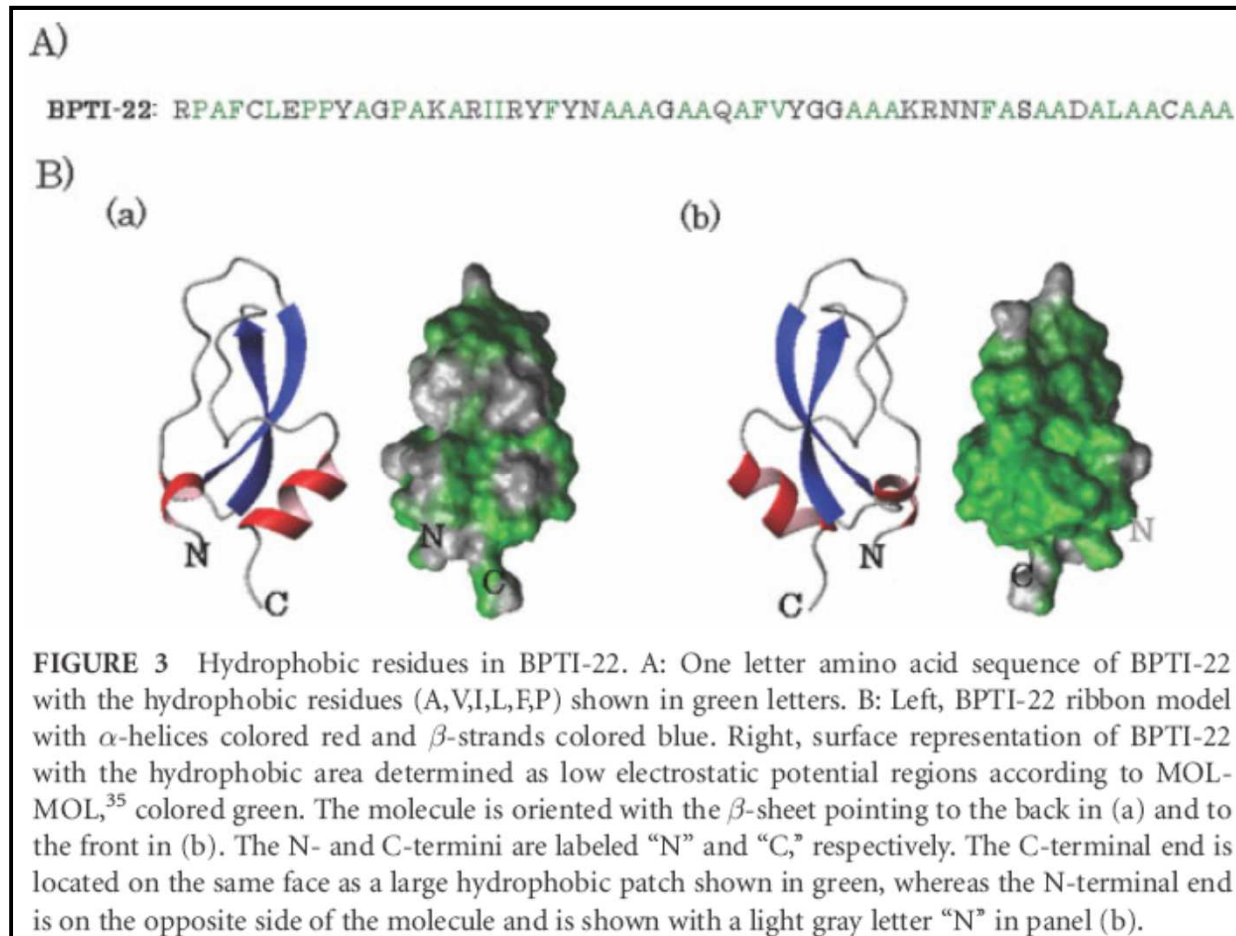 A)
BPTI-22: RPAFCLEPPYAGPAKARIIRYFYNAAAGAAQAFVYGGAAAKRNNFASAADALAACAAA
B)
(a) (b)
N C C N
N C C N
FIGURE 3 Hydrophobic residues in BPTI-22. A: One letter amino acid sequence of BPTI-22
with the hydrophobic residues (A,V,I,L,F,P) shown in green letters. B: Left, BPTI-22 ribbon model
with α-helices colored red and β-strands colored blue. Right, surface representation of BPTI-22
with the hydrophobic area determined as low electrostatic potential regions according to MOL-
MOL,³⁵ colored green. The molecule is oriented with the β-sheet pointing to the back in (a) and to
the front in (b). The N- and C-termini are labeled “N” and “C,” respectively. The C-terminal end is
located on the same face as a large hydrophobic patch shown in green, whereas the N-terminal end
is on the opposite side of the molecule and is shown with a light gray letter “N” in panel (b).